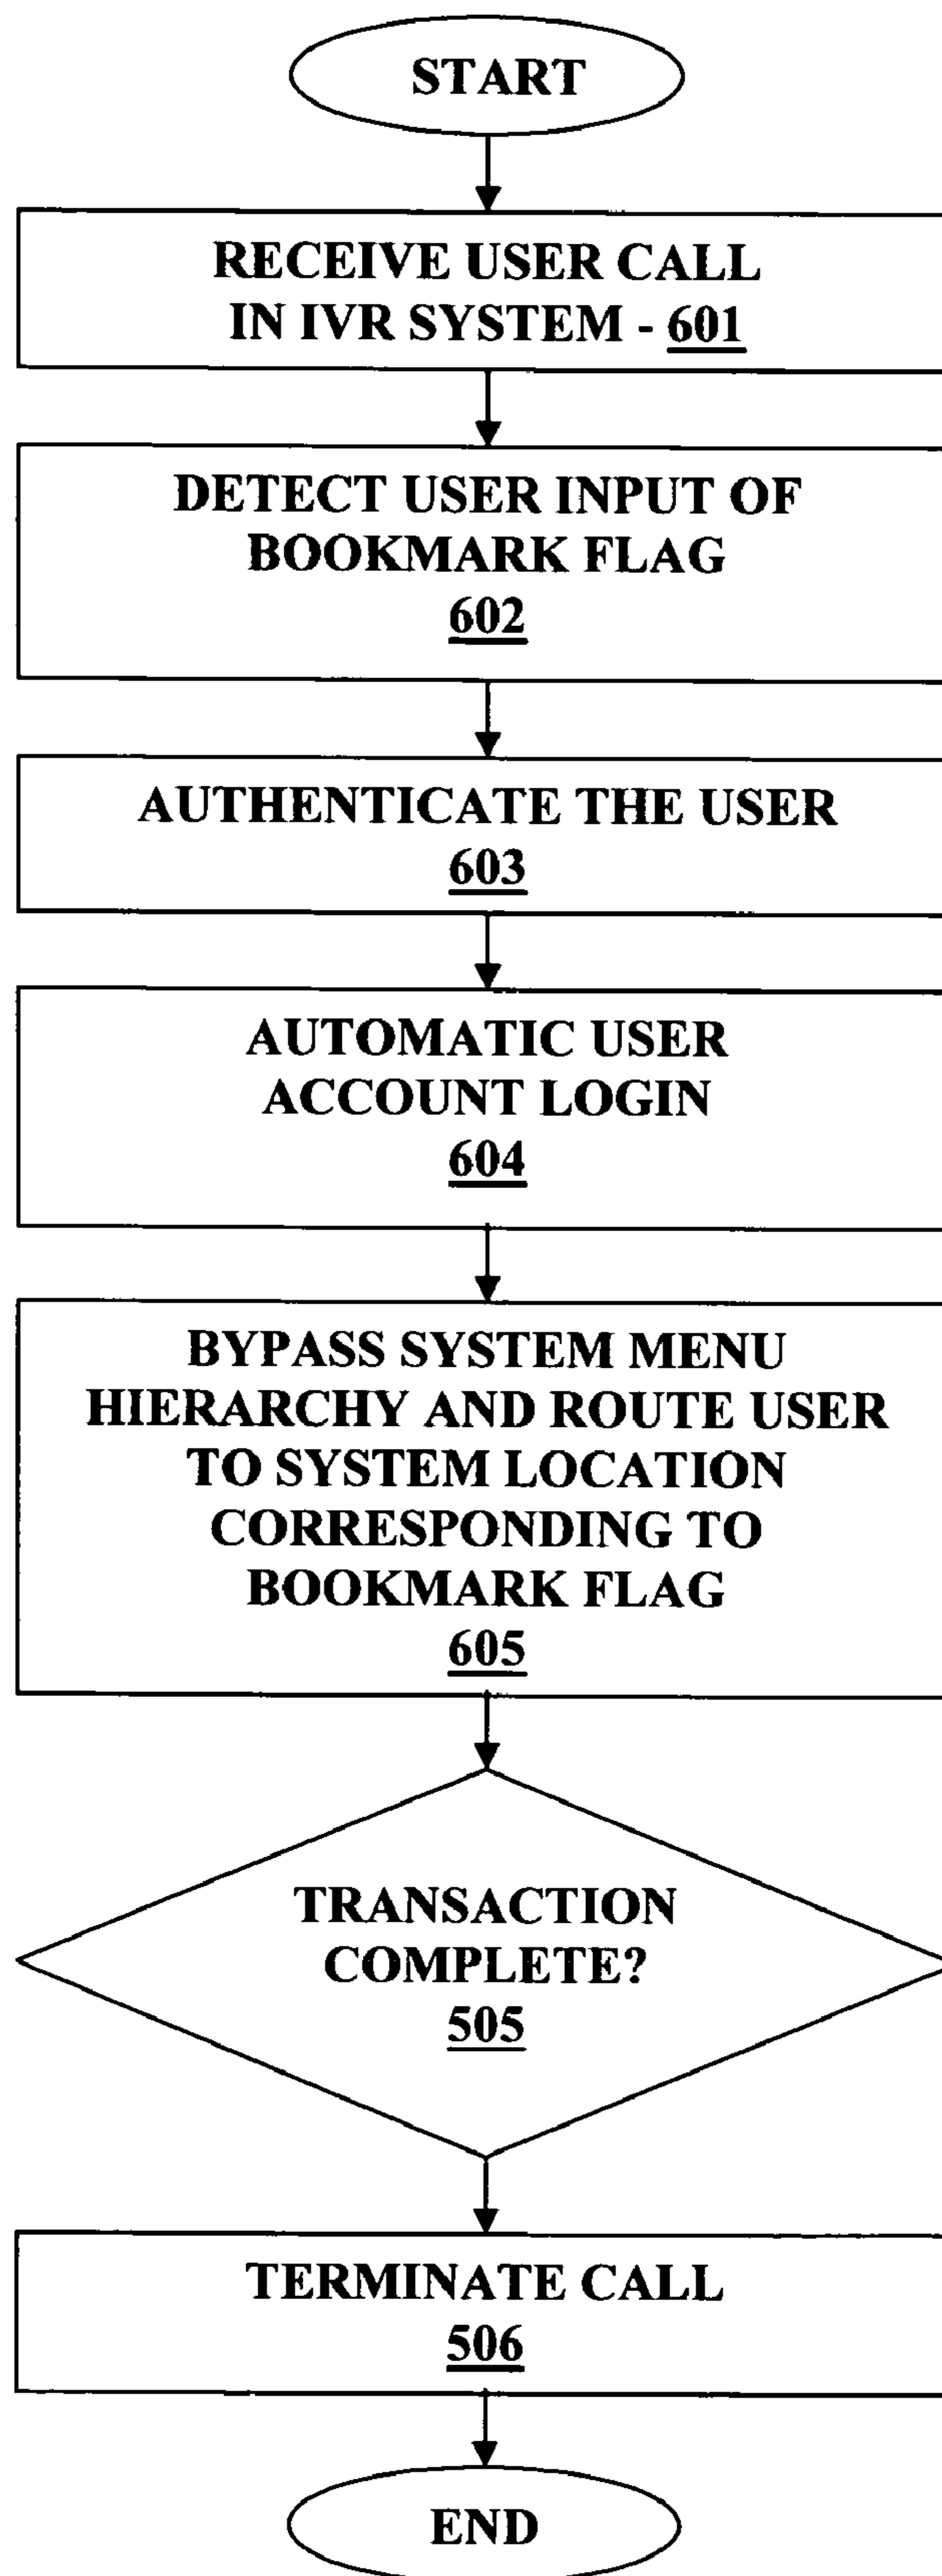 START
RECEIVE USER CALL
IN IVR SYSTEM - 601
DETECT USER INPUT OF
BOOKMARK FLAG
602
AUTHENTICATE THE USER
603
AUTOMATIC USER
ACCOUNT LOGIN
604
BYPASS SYSTEM MENU
HIERARCHY AND ROUTE USER
TO SYSTEM LOCATION
CORRESPONDING TO
BOOKMARK FLAG
605
TRANSACTION
COMPLETE?
505
TERMINATE CALL
506
END